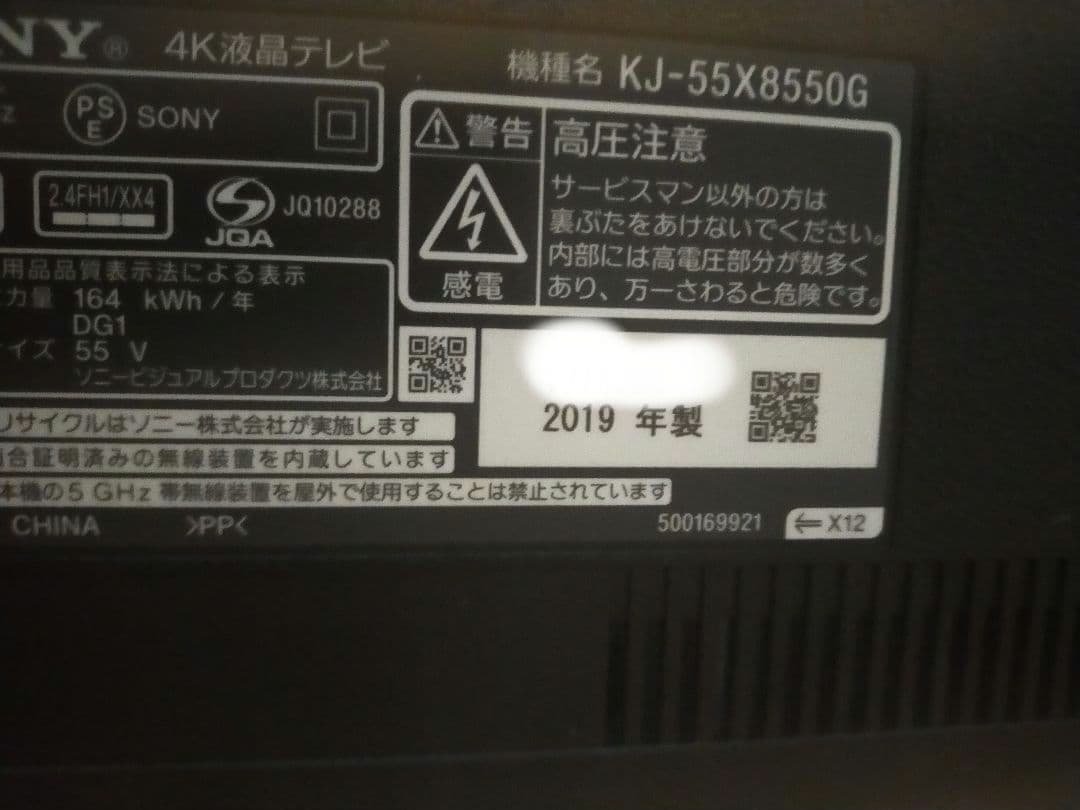 NY® 4K液晶テレビ
機種名 KJ-55X8550G
PS
E
SONY
2.4FH1/XX4
JQA
JQ10288
警告
高圧注意
感電
サービスマン以外の方は
裏ぶたをあけないでください。
内部には高電圧部分が数多く
あり、万一さわると危険です。
用品品質表示法による表示
力量 164 kWh/年
DG1
イズ 55 V
ソニービジュアルプロダクツ株式会社
2019 年製
リサイクルはソニー株式会社が実施します
合証明済みの無線装置を内蔵しています
本機の5 GHz 帯無線装置を屋外で使用することは禁止されています
CHINA >PP<
500169921
⇐X12